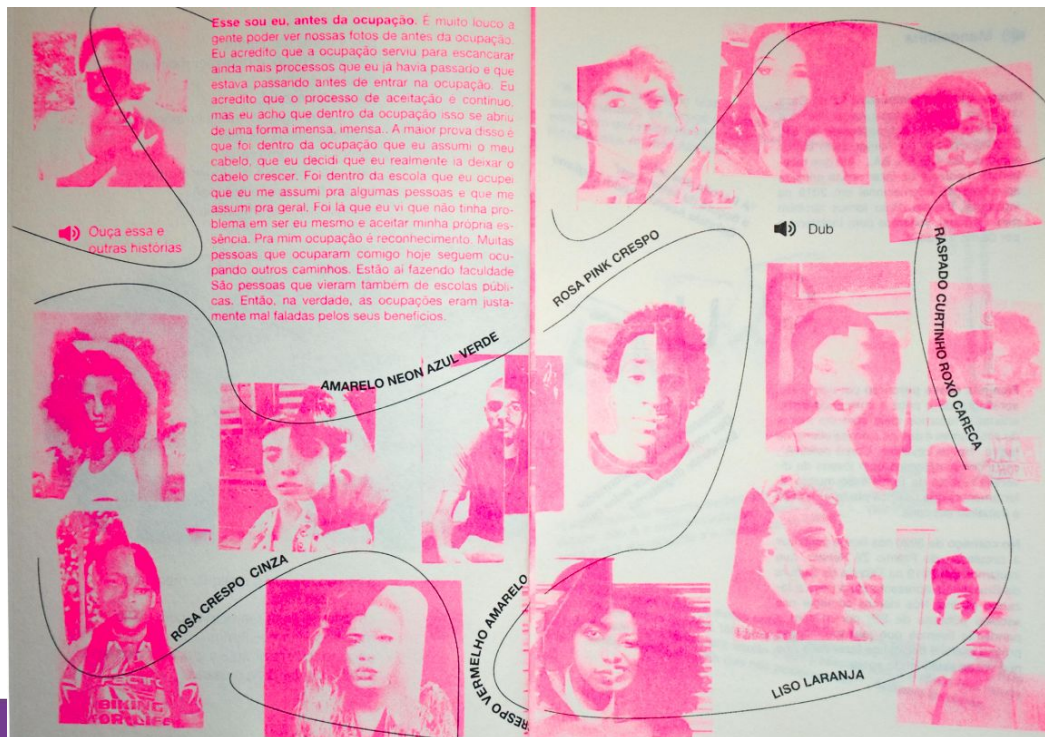 Esse sou eu, antes da ocupação. É muito louco a
gente poder ver nossas fotos de antes da ocupação.
Eu acredito que a ocupação serviu para escancarar
ainda mais processos que eu já havia passado e que
estava passando antes de entrar na ocupação. Eu
acredito que o processo de aceitação e continuo,
mas eu acho que dentro da ocupação isso se abriu
de uma forma imensa, imensa.. A maior prova disso é
que foi dentro da ocupação que eu assumi o meu
cabelo, que eu decidi que eu realmente ia deixar o
cabelo crescer. Foi dentro da escola que eu ocupei
que eu me assumi pra algumas pessoas e que me
assumi pra geral. Foi lá que eu vi que não tinha pro-
blema em ser eu mesmo e aceitar minha própria es-
sência. Pra mim ocupação é reconhecimento. Muitas
pessoas que ocuparam comigo hoje seguem ocu-
pando outros caminhos. Estão aí fazendo faculdade
São pessoas que vieram também de escolas públi-
cas. Então, na verdade, as ocupações eram justa-
mente mal faladas pelos seus benefícios.
Ouça essa e
outras histórias
AMARELO NEON AZUL VERDE
ROSA PINK CRESPO
Dub
RASPADO CURTINHO ROXO CARECA
ROSA CRESPO CINZA
RESPO VERMELHO AMARELO
LISO LARANJA
BIKING
FOR LIFE